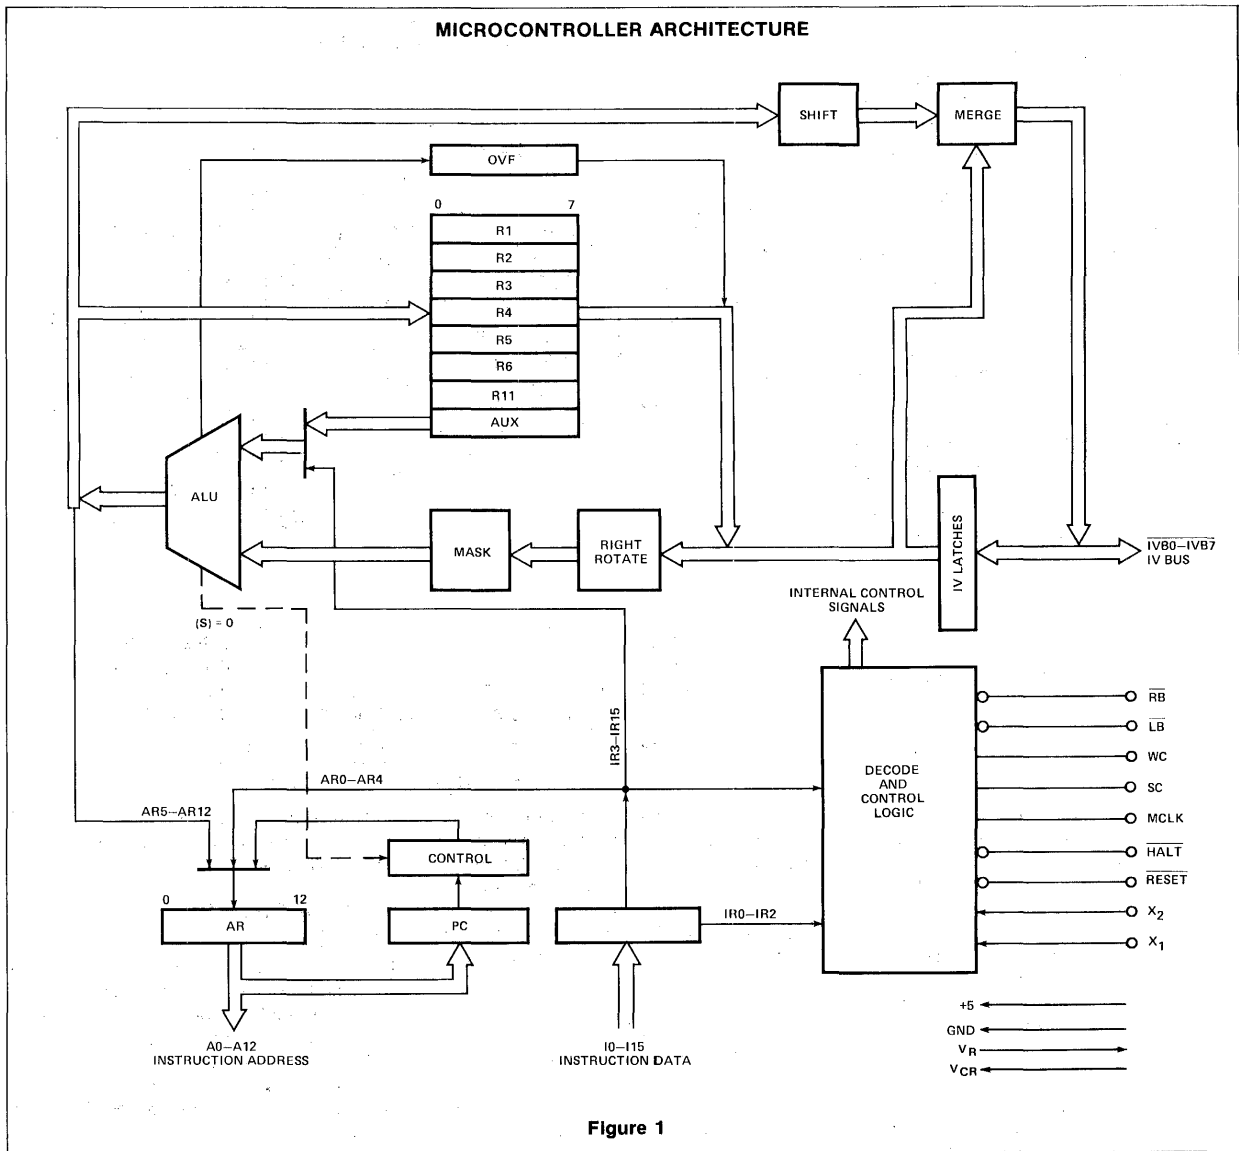 MICROCONTROLLER ARCHITECTURE
SHIFT
MERGE
OVF
0 7
R1
R2
R3
R4
R5
R6
R11
AUX
ALU
MASK
RIGHT
ROTATE
IV LATCHES
IVB0–IVB7
IV BUS
INTERNAL CONTROL
SIGNALS
(S) = 0
IR3–IR15
RB
LB
WC
SC
MCLK
HALT
RESET
X2
X1
DECODE
AND
CONTROL
LOGIC
AR0–AR4
AR5–AR12
CONTROL
0 12
AR
PC
IR0–IR2
A0–A12
INSTRUCTION ADDRESS
I0–I15
INSTRUCTION DATA
+5
GND
VR
VCR
Figure 1